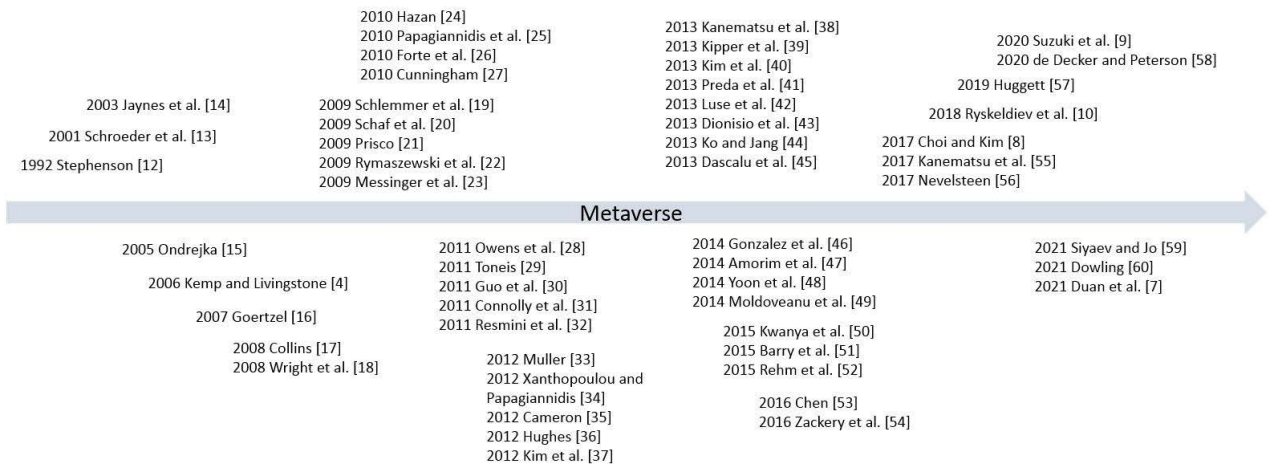 2010 Hazan [24]
2010 Papagiannidis et al. [25]
2010 Forte et al. [26]
2010 Cunningham [27]
2013 Kanematsu et al. [38]
2013 Kipper et al. [39]
2013 Kim et al. [40]
2013 Preda et al. [41]
2013 Luse et al. [42]
2013 Dionisio et al. [43]
2013 Ko and Jang [44]
2013 Dascalu et al. [45]
2020 Suzuki et al. [9]
2020 de Decker and Peterson [58]
2019 Huggett [57]
2018 Ryskeldiev et al. [10]
2017 Choi and Kim [8]
2017 Kanematsu et al. [55]
2017 Nevelsteen [56]
2003 Jaynes et al. [14]
2001 Schroeder et al. [13]
1992 Stephenson [12]
2009 Schlemmer et al. [19]
2009 Schaf et al. [20]
2009 Prisco [21]
2009 Rymaszewski et al. [22]
2009 Messinger et al. [23]
Metaverse
2005 Ondrejka [15]
2006 Kemp and Livingstone [4]
2007 Goertzel [16]
2008 Collins [17]
2008 Wright et al. [18]
2011 Owens et al. [28]
2011 Toneis [29]
2011 Guo et al. [30]
2011 Connolly et al. [31]
2011 Resmini et al. [32]
2012 Muller [33]
2012 Xanthopoulou and
Papagiannidis [34]
2012 Cameron [35]
2012 Hughes [36]
2012 Kim et al. [37]
2014 Gonzalez et al. [46]
2014 Amorim et al. [47]
2014 Yoon et al. [48]
2014 Moldoveanu et al. [49]
2015 Kwanya et al. [50]
2015 Barry et al. [51]
2015 Rehm et al. [52]
2016 Chen [53]
2016 Zackery et al. [54]
2021 Siyaev and Jo [59]
2021 Dowling [60]
2021 Duan et al. [7]